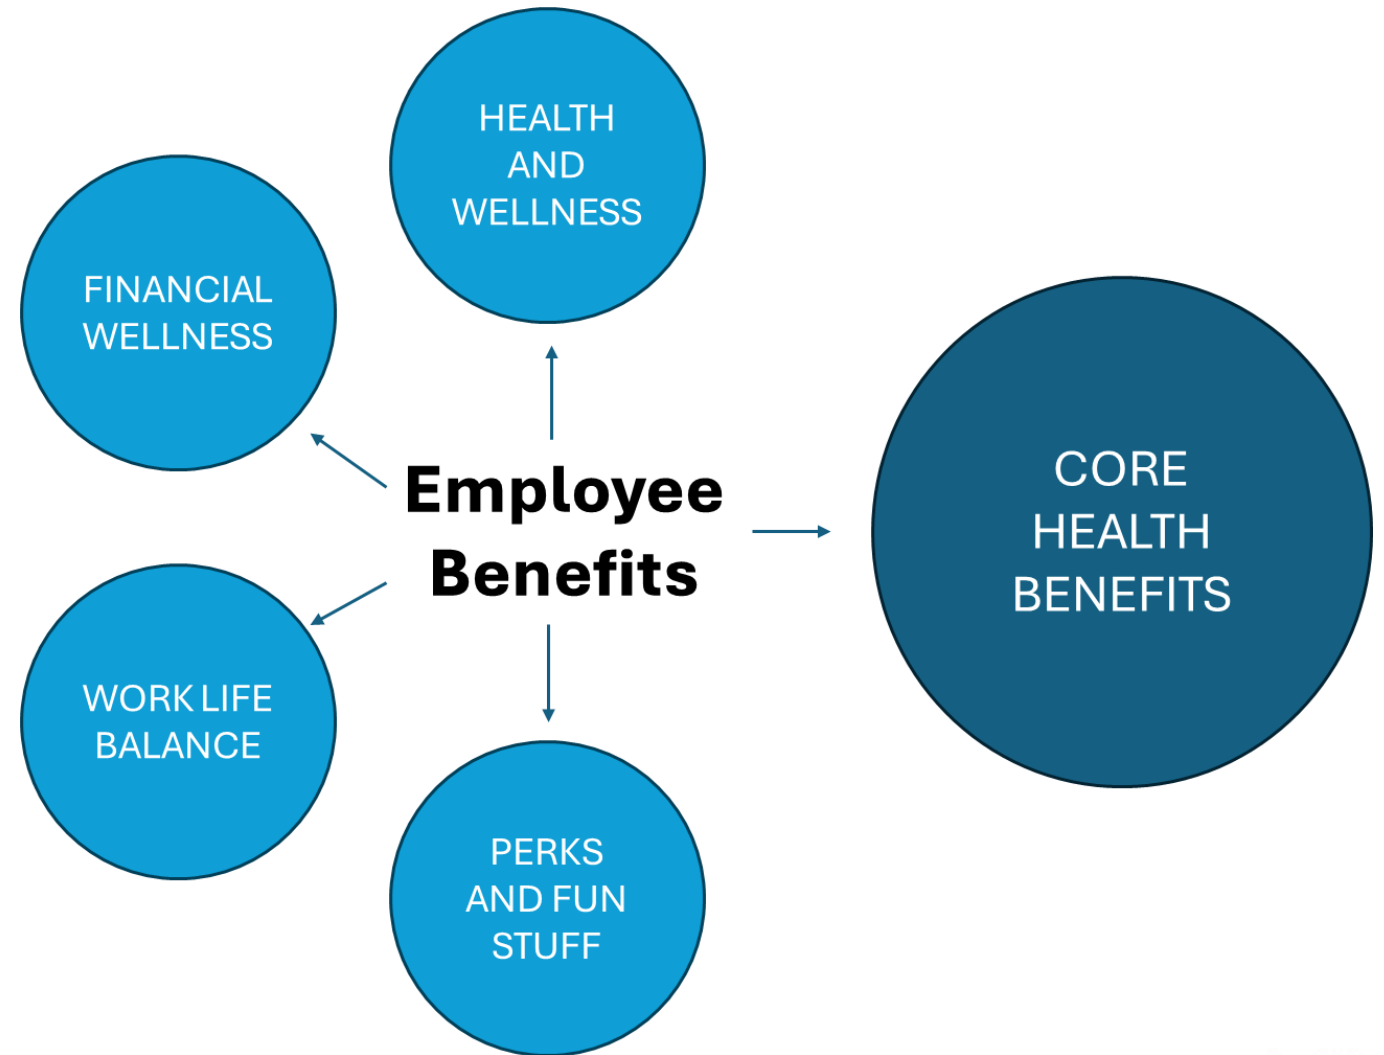 HEALTH
AND
WELLNESS
FINANCIAL
WELLNESS
Employee
Benefits
CORE
HEALTH
BENEFITS
WORK LIFE
BALANCE
PERKS
AND FUN
STUFF